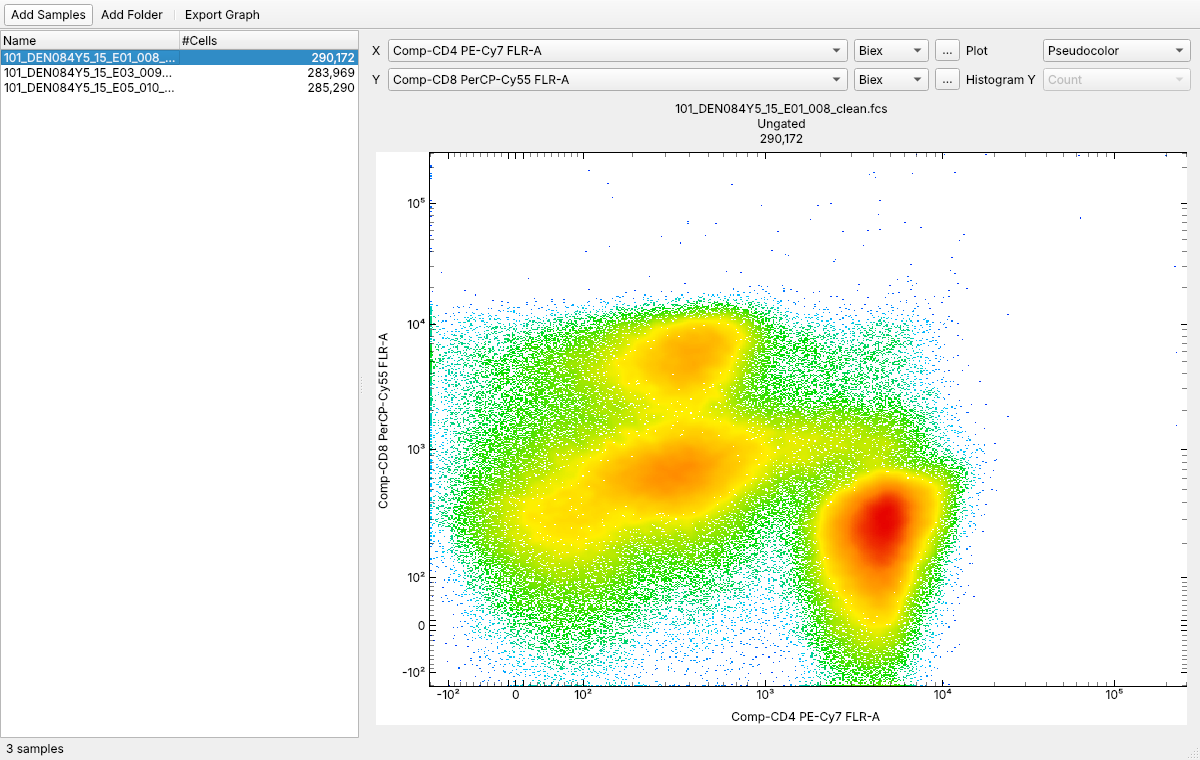 Add Samples Add Folder Export Graph
Name #Cells
101_DEN084Y5_15_E01_008_... 290,172
101_DEN084Y5_15_E03_009... 283,969
101_DEN084Y5_15_E05_010_... 285,290
X Comp-CD4 PE-Cy7 FLR-A Biex ... Plot Pseudocolor
Y Comp-CD8 PerCP-Cy55 FLR-A Biex ... Histogram Y Count
101_DEN084Y5_15_E01_008_clean.fcs
Ungated
290,172
10⁵
10⁴
10³
10²
0
-10²
Comp-CD8 PerCP-Cy55 FLR-A
-10² 0 10² 10³ 10⁴ 10⁵
Comp-CD4 PE-Cy7 FLR-A
3 samples